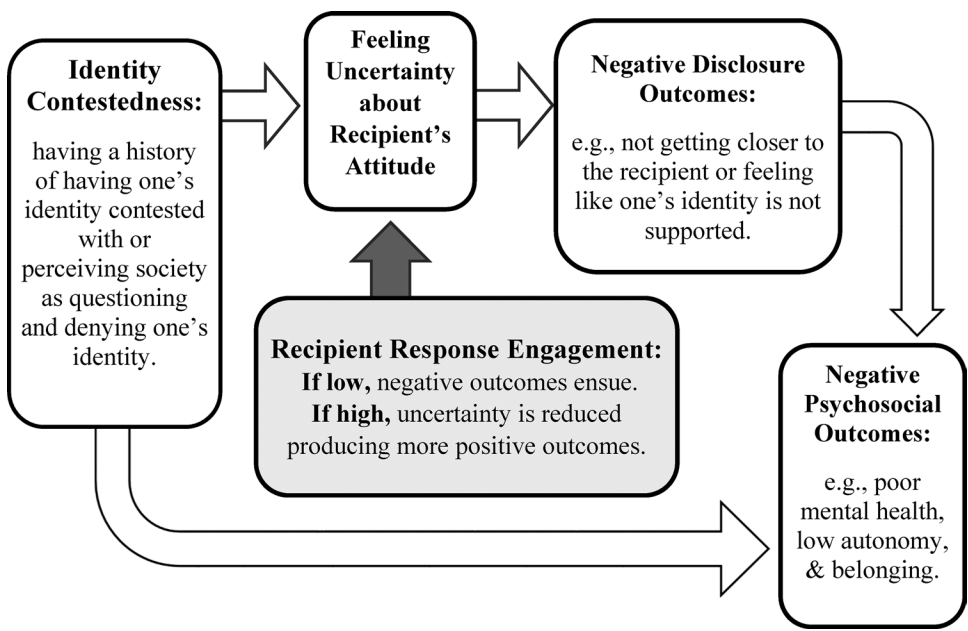 Identity
Contestedness:
having a history
of having one’s
identity contested
with or
perceiving society
as questioning
and denying one’s
identity.
Feeling
Uncertainty
about
Recipient’s
Attitude
Negative Disclosure
Outcomes:
e.g., not getting closer to
the recipient or feeling
like one’s identity is not
supported.
Recipient Response Engagement:
If low, negative outcomes ensue.
If high, uncertainty is reduced
producing more positive outcomes.
Negative
Psychosocial
Outcomes:
e.g., poor
mental health,
low autonomy,
& belonging.